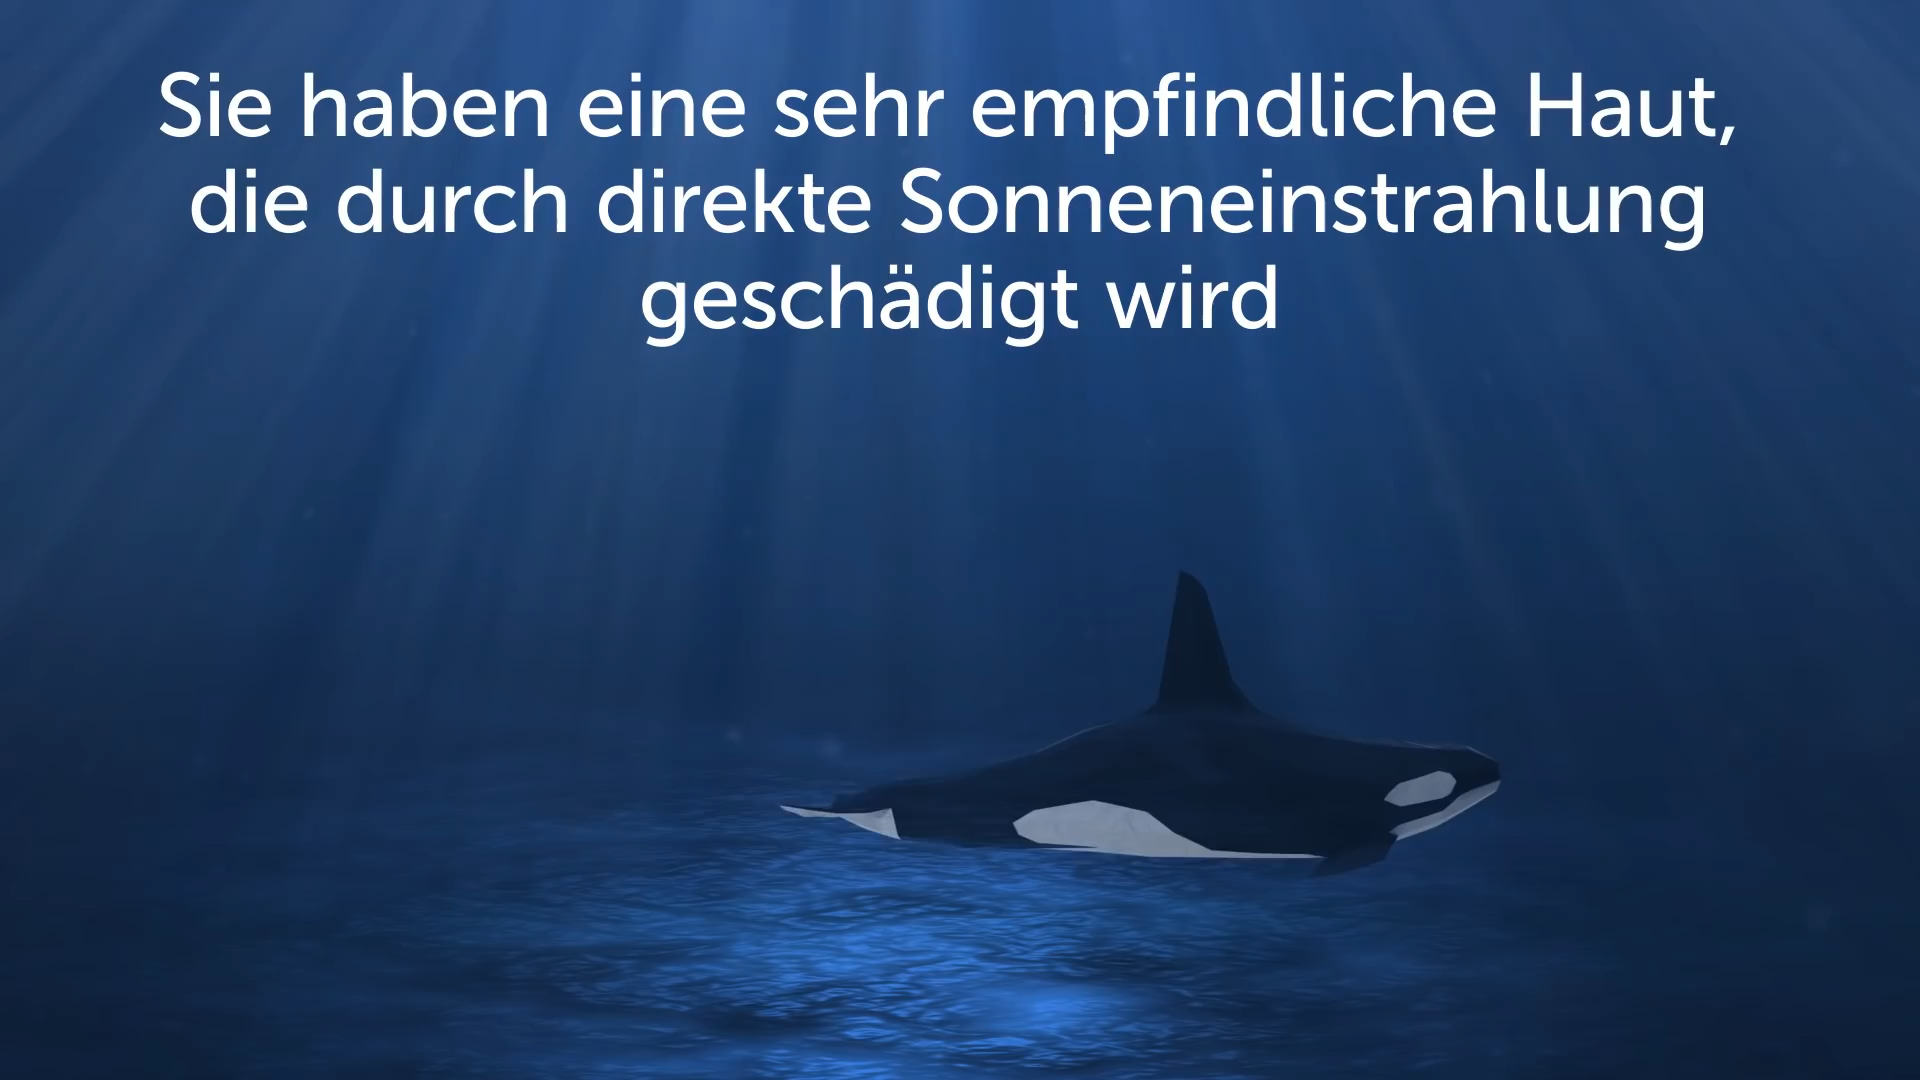 Sie haben eine sehr empfindliche Haut,
die durch direkte Sonneneinstrahlung
geschädigt wird